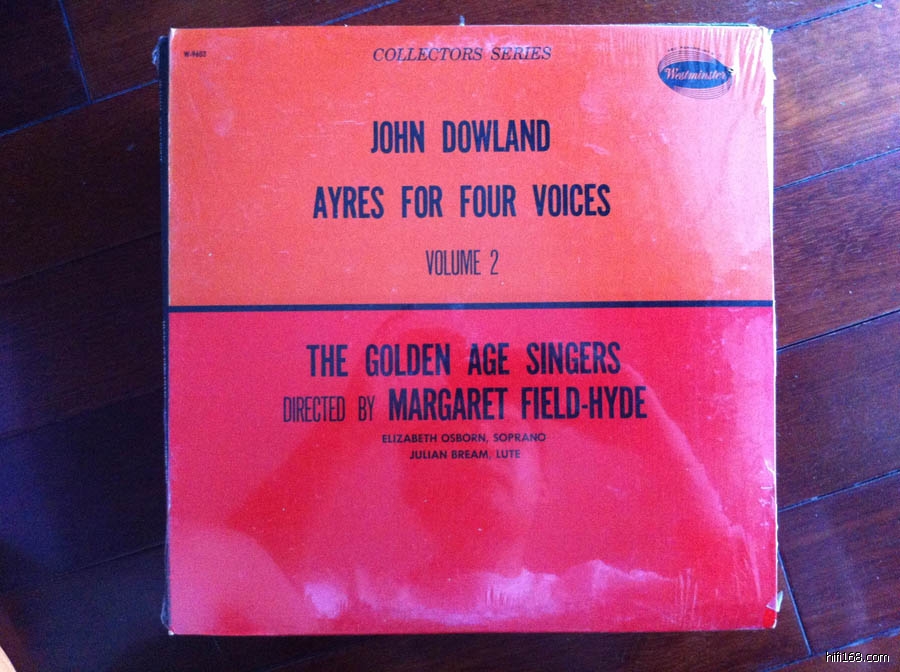 W-9602
COLLECTORS SERIES
Westminster
JOHN DOWLAND
AYRES FOR FOUR VOICES
VOLUME 2
THE GOLDEN AGE SINGERS
DIRECTED BY MARGARET FIELD-HYDE
ELIZABETH OSBORN, SOPRANO
JULIAN BREAM, LUTE
hifi168.com